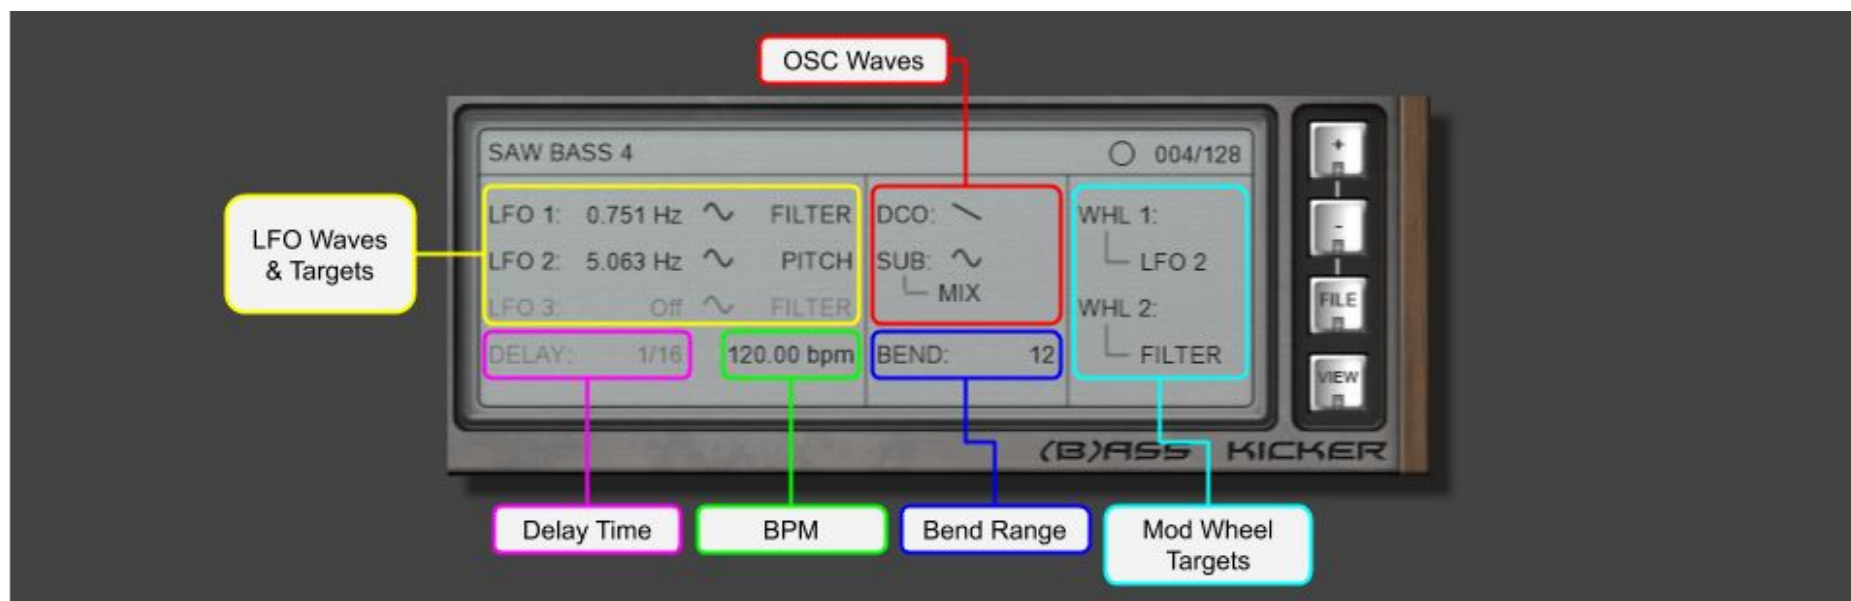 OSC Waves
SAW BASS 4 004/128
+
LFO Waves
& Targets
LFO 1: 0.751 Hz FILTER DCO: WHL 1:
-
LFO 2: 5.063 Hz PITCH SUB: LFO 2
MIX
LFO 3: Off FILTER WHL 2:
FILE
DELAY: 1/16 120.00 bpm BEND: 12 FILTER
VIEW
(B)ASS KICKER
Delay Time BPM Bend Range Mod Wheel
Targets